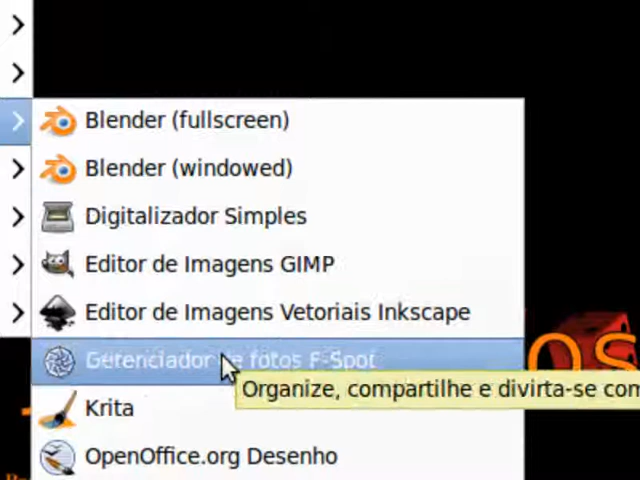 Blender (fullscreen)
Blender (windowed)
Digitalizador Simples
Editor de Imagens GIMP
Editor de Imagens Vetoriais Inkscape
Gerenciador de fotos F-Spot
Organize, compartilhe e divirta-se com
Krita
OpenOffice.org Desenho
os